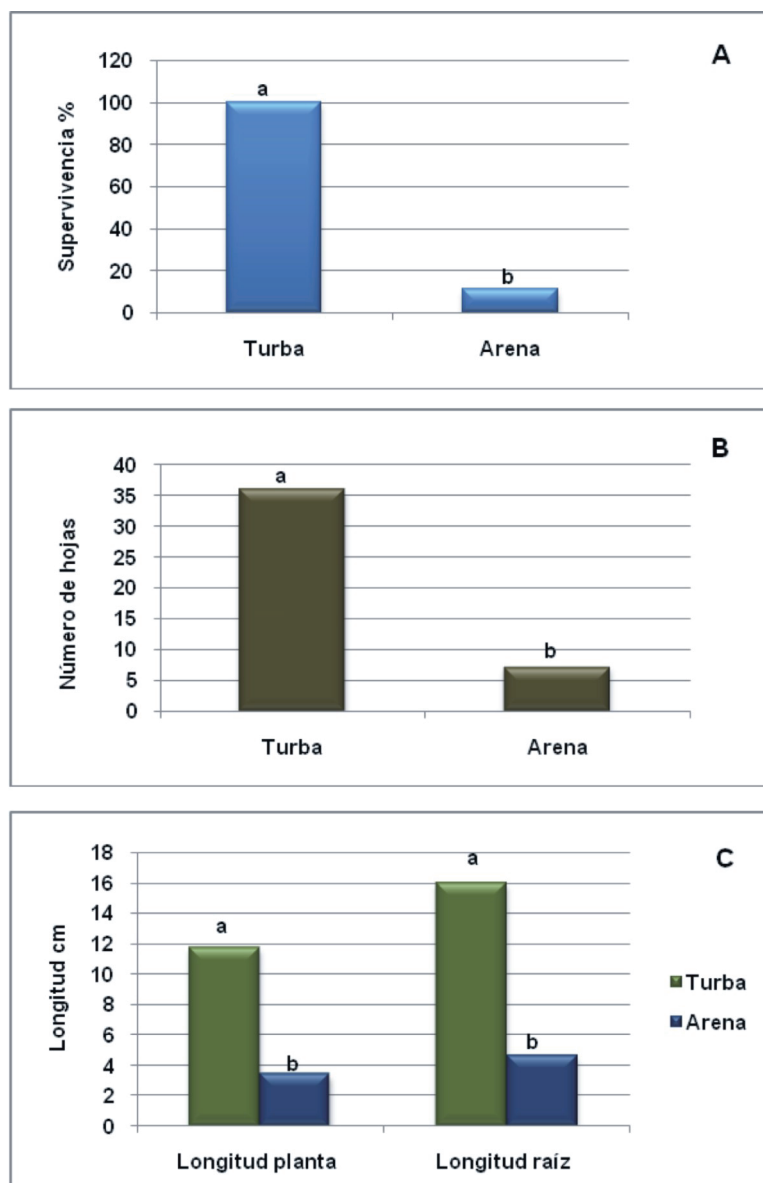 A
Supervivencia %
120
100
80
60
40
20
0
a
b
Turba
Arena
B
Número de hojas
40
35
30
25
20
15
10
5
0
a
b
Turba
Arena
C
Longitud cm
18
16
14
12
10
8
6
4
2
0
a
b
a
b
Longitud planta
Longitud raíz
Turba
Arena